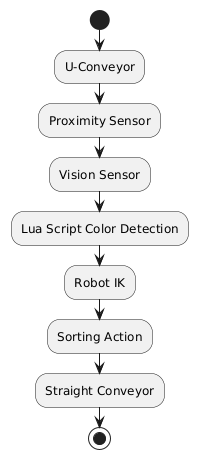 U-Conveyor
Proximity Sensor
Vision Sensor
Lua Script Color Detection
Robot IK
Sorting Action
Straight Conveyor